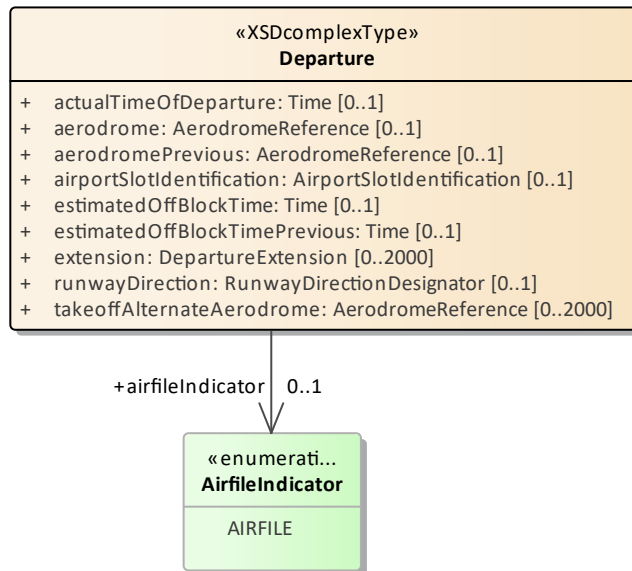 «XSDcomplexType»
Departure
+ actualTimeOfDeparture: Time [0..1]
+ aerodrome: AerodromeReference [0..1]
+ aerodromePrevious: AerodromeReference [0..1]
+ airportSlotIdentification: AirportSlotIdentification [0..1]
+ estimatedOffBlockTime: Time [0..1]
+ estimatedOffBlockTimePrevious: Time [0..1]
+ extension: DepartureExtension [0..2000]
+ runwayDirection: RunwayDirectionDesignator [0..1]
+ takeoffAlternateAerodrome: AerodromeReference [0..2000]
+airfileIndicator 0..1
«enumerati...
AirfileIndicator
AIRFILE